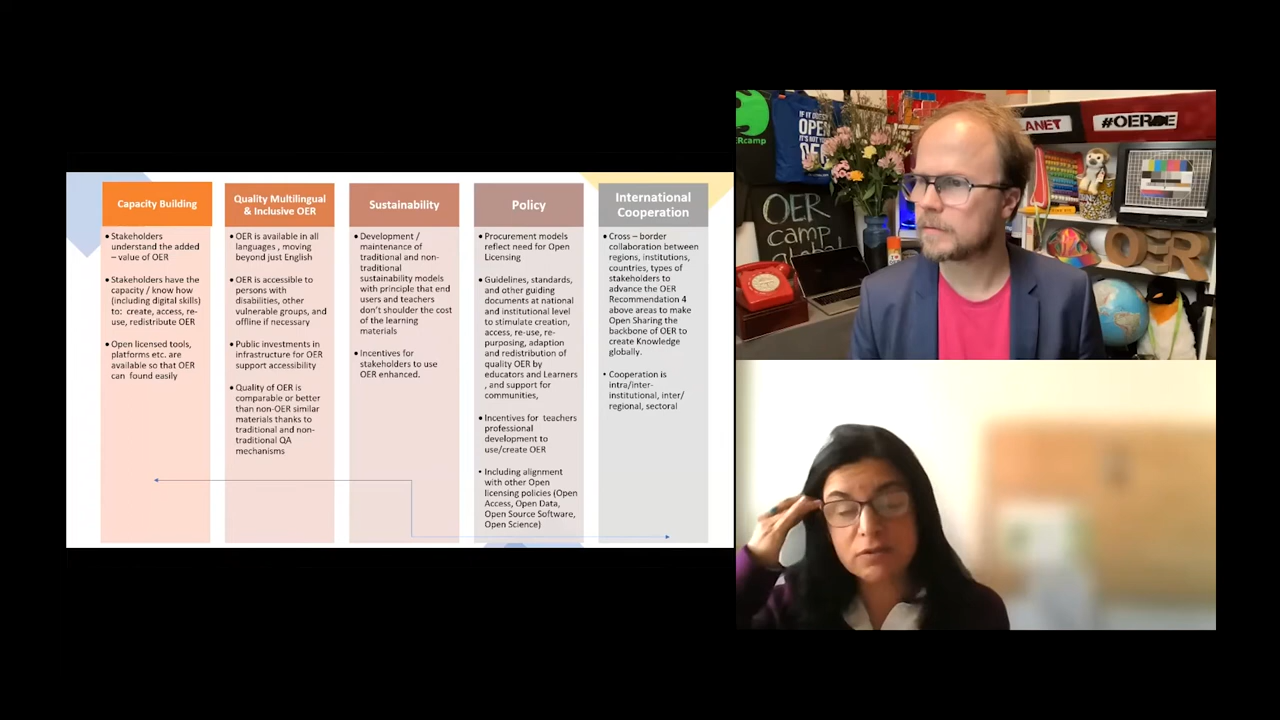 Capacity Building
• Stakeholders
understand the added
– value of OER
• Stakeholders have the
capacity / know how
(including digital skills)
to: create, access, re-
use, redistribute OER
• Open licensed tools,
platforms etc. are
available so that OER
can found easily
Quality Multilingual
& Inclusive OER
• OER is available in all
languages , moving
beyond just English
• OER is accessible to
persons with
disabilities, other
vulnerable groups, and
offline if necessary
• Public investments in
infrastructure for OER
support accessibility
• Quality of OER is
comparable or better
than non-OER similar
materials thanks to
traditional and non-
traditional QA
mechanisms
Sustainability
• Development /
maintenance of
traditional and non-
traditional
sustainability models
with principle that end
users and teachers
don't shoulder the cost
of the learning
materials
• Incentives for
stakeholders to use
OER enhanced.
Policy
• Procurement models
reflect need for Open
Licensing
• Guidelines, standards,
and other guiding
documents at national
and institutional level
to stimulate creation,
access, re-use, re-
purposing, adaption
and redistribution of
quality OER by
educators and Learners
, and support for
communities,
• Incentives for teachers
professional
development to
use/create OER
• Including alignment
with other Open
licensing policies (Open
Access, Open Data,
Open Source Software,
Open Science)
International
Cooperation
• Cross – border
collaboration between
regions, institutions,
countries, types of
stakeholders to
advance the OER
Recommendation 4
above areas to make
Open Sharing the
backbone of OER to
create Knowledge
globally.
• Cooperation is
intra/inter-
institutional, inter/
regional, sectoral
ERcamp
IF IT DOESN'T
OPEN
IT'S NOT
OER
camp
global
LANET
#OERDE
OER